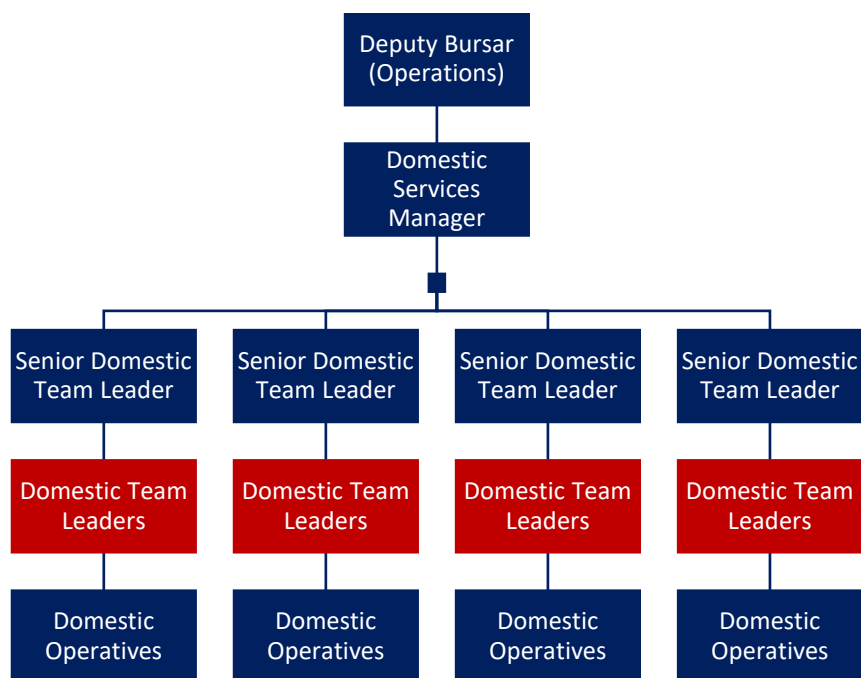 Deputy Bursar
(Operations)
Domestic
Services
Manager
Senior Domestic
Team Leader
Senior Domestic
Team Leader
Senior Domestic
Team Leader
Senior Domestic
Team Leader
Domestic Team
Leaders
Domestic Team
Leaders
Domestic Team
Leaders
Domestic Team
Leaders
Domestic
Operatives
Domestic
Operatives
Domestic
Operatives
Domestic
Operatives